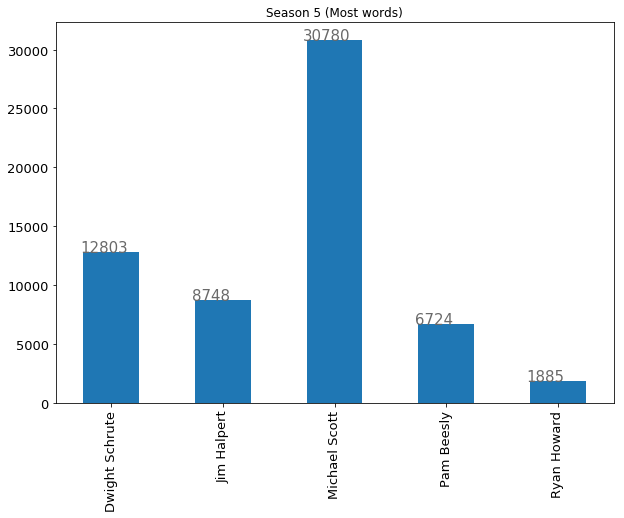 Season 5 (Most words)
30000
25000
20000
15000
10000
5000
0
12803
8748
30780
6724
1885
Dwight Schrute
Jim Halpert
Michael Scott
Pam Beesly
Ryan Howard